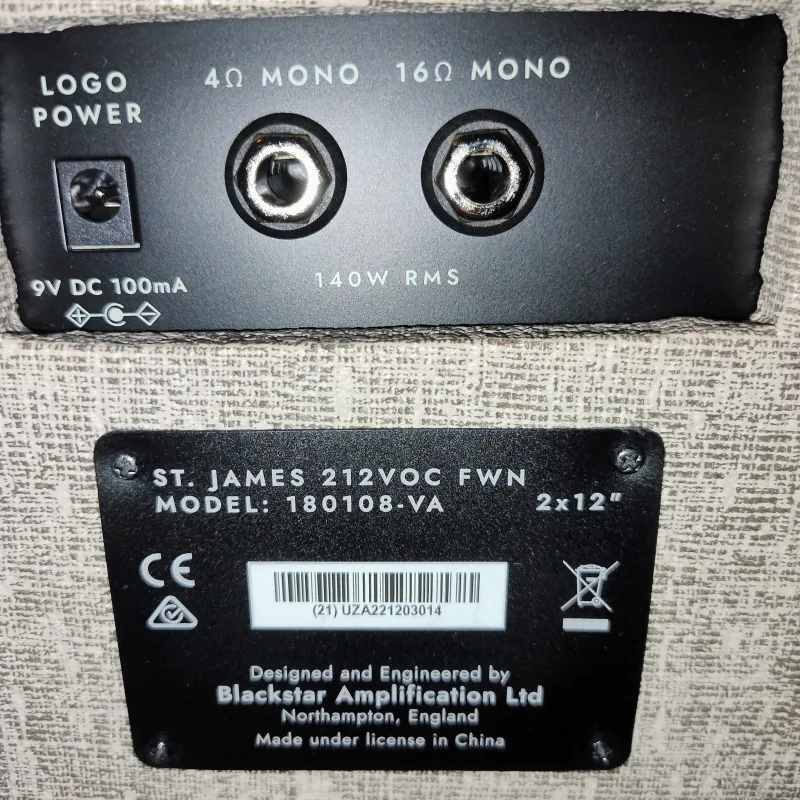 LOGO
POWER
4Ω MONO
16Ω MONO
9V DC 100mA
140W RMS
ST. JAMES 212VOC FWN
MODEL: 180108-VA
2x12"
CE
(21) UZA221203014
Designed and Engineered by
Blackstar Amplification Ltd
Northampton, England
Made under license in China